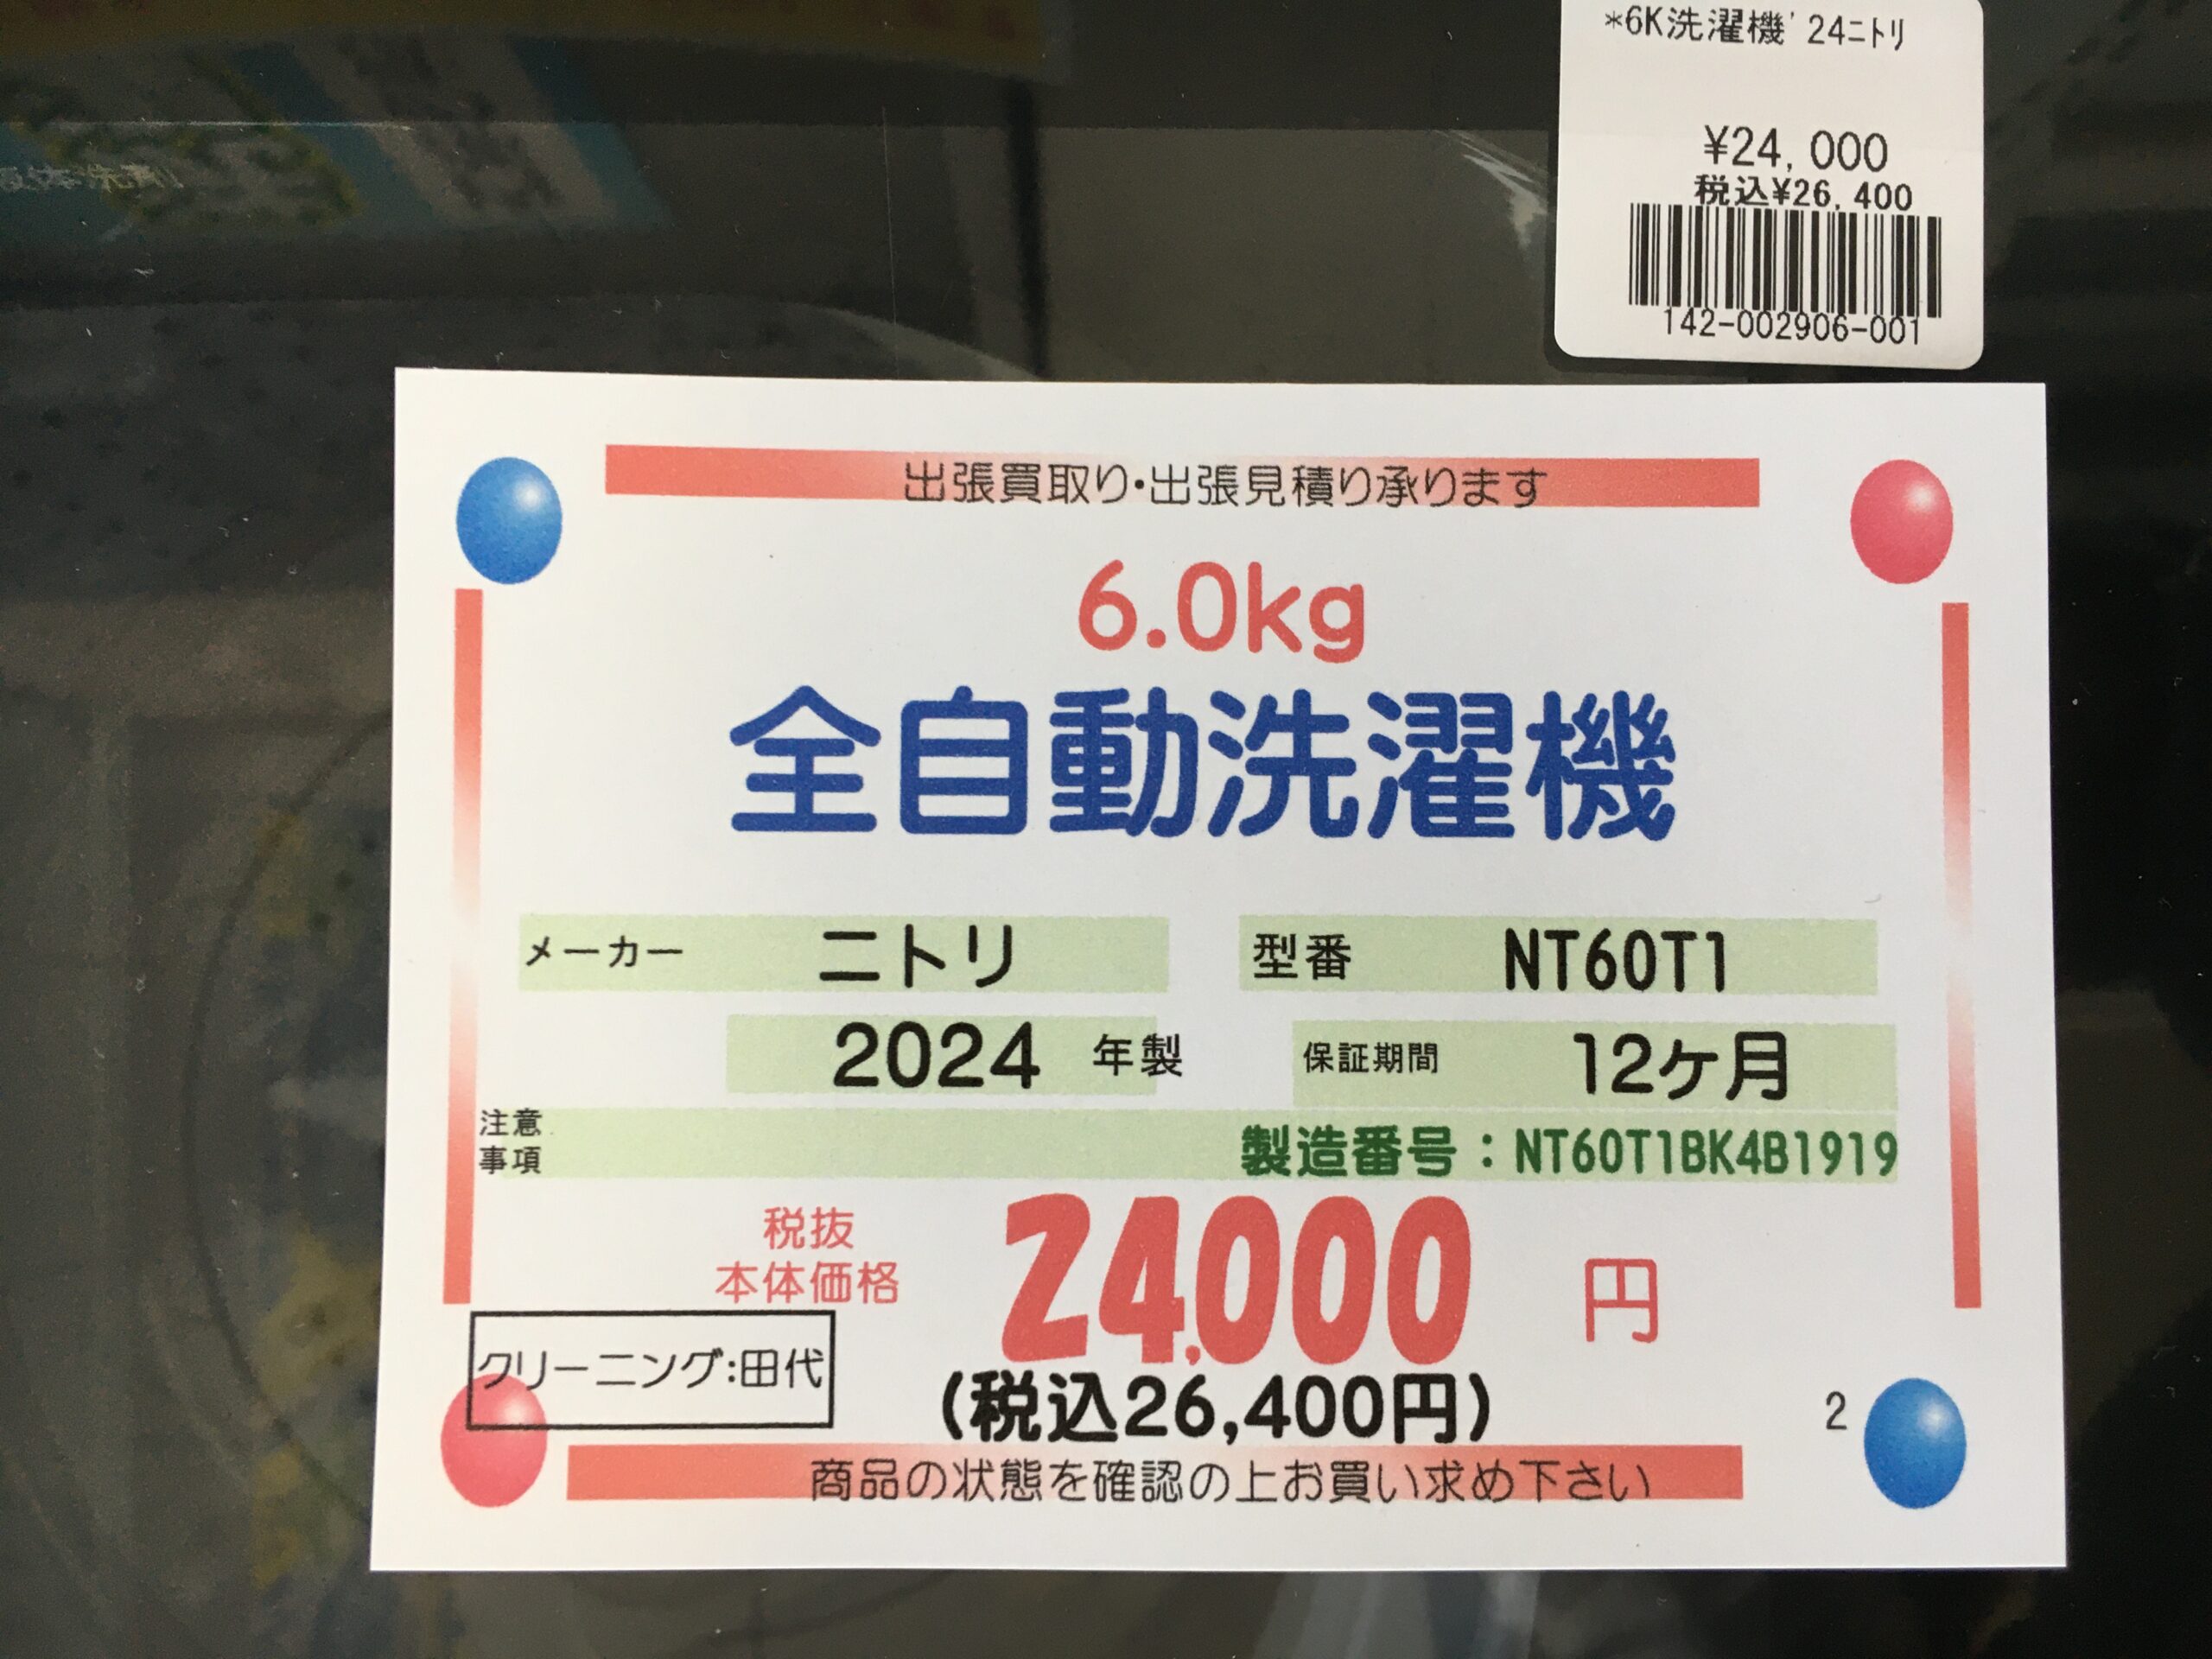 *6K洗濯機' 24ﾆﾄﾘ
¥24,000
税込¥26,400
142-002906-001
出張買取り・出張見積り承ります
6.0kg
全自動洗濯機
メーカー ニトリ 型番 NT60T1
2024 年製 保証期間 12ヶ月
注意事項 製造番号：NT60T1BK4B1919
税抜
本体価格 24,000 円
クリーニング:田代
(税込26,400円) 2
商品の状態を確認の上お買い求め下さい